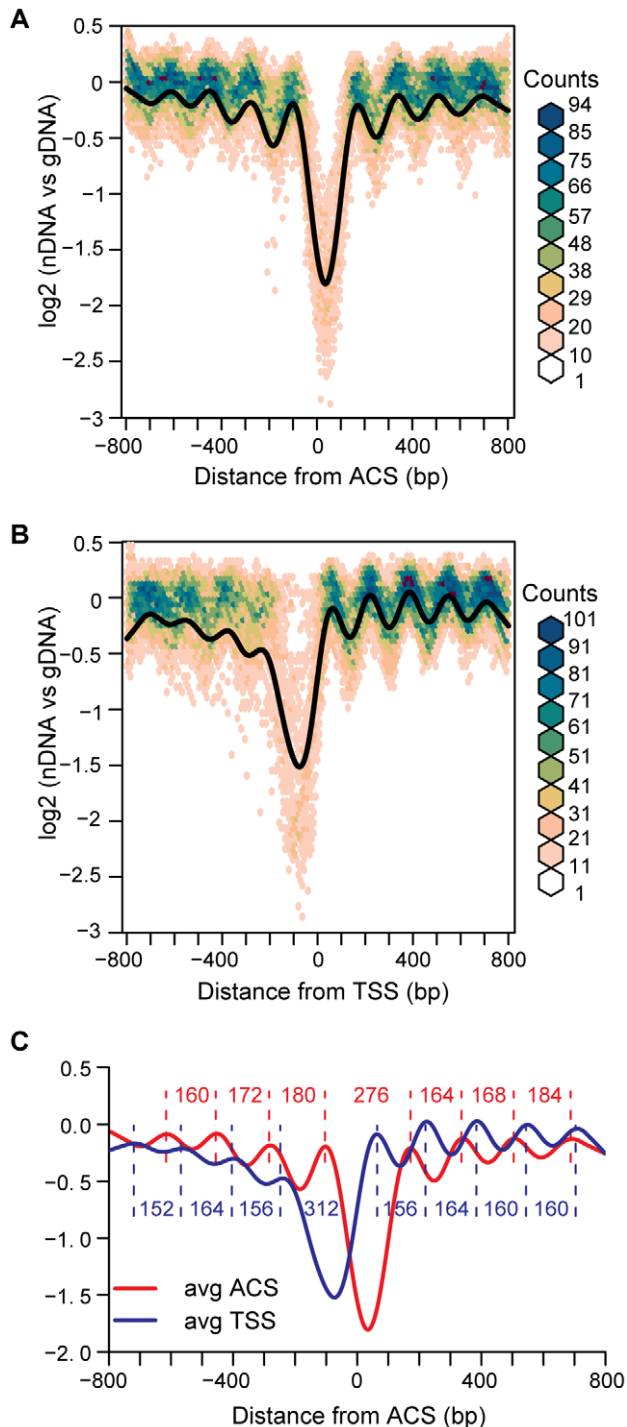 A
0.5
0
−0.5
−1
−1.5
−2
−2.5
−3
log2 (nDNA vs gDNA)
−800 −400 0 400 800
Distance from ACS (bp)
Counts
94
85
75
66
57
48
38
29
20
10
1
B
0.5
0
−0.5
−1
−1.5
−2
−2.5
−3
log2 (nDNA vs gDNA)
−800 −400 0 400 800
Distance from TSS (bp)
Counts
101
91
81
71
61
51
41
31
21
11
1
C
0.5
0.0
−0.5
−1.0
−1.5
−2. 0
160 172 180 276 164 168 184
152 164 156 312 156 164 160 160
avg ACS
avg TSS
−800 −400 0 400 800
Distance from ACS (bp)